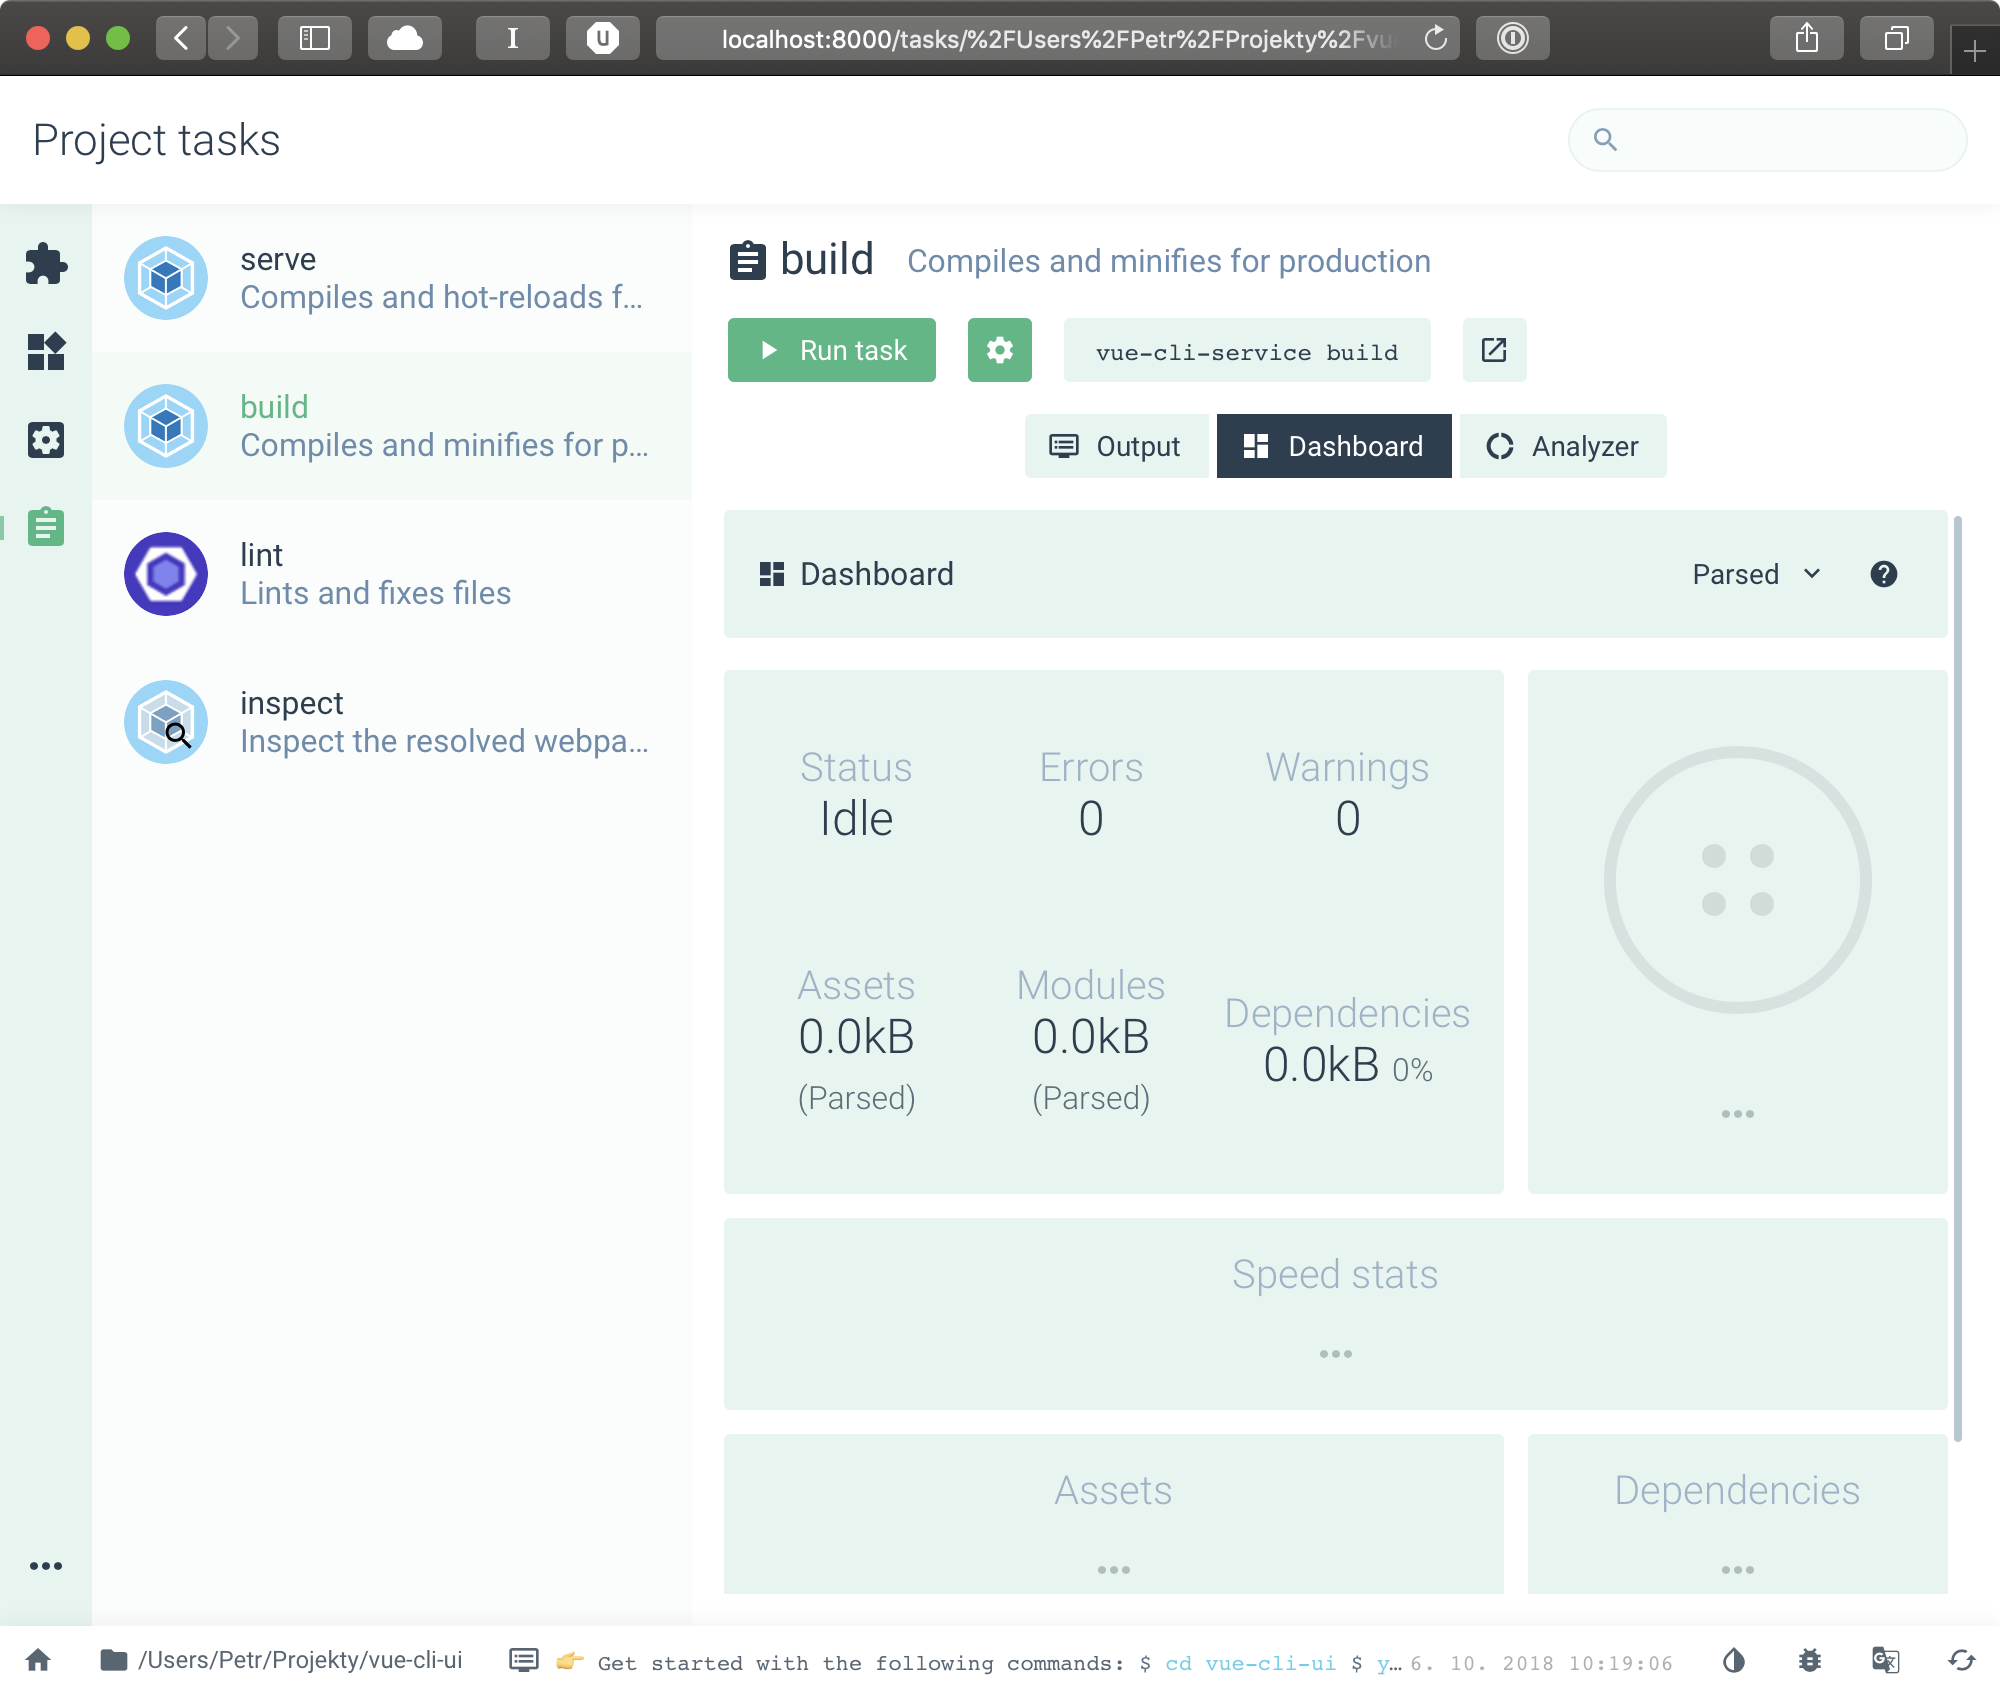 localhost:8000/tasks/%2FUsers%2FPetr%2FProjekty%2Fvu
Project tasks
serve
Compiles and hot-reloads f...
build
Compiles and minifies for p...
lint
Lints and fixes files
inspect
Inspect the resolved webpa...
build Compiles and minifies for production
Run task
vue-cli-service build
Output
Dashboard
Analyzer
Dashboard
Parsed
Status
Idle
Errors
0
Warnings
0
Assets
0.0kB
(Parsed)
Modules
0.0kB
(Parsed)
Dependencies
0.0kB 0%
Speed stats
Assets
Dependencies
/Users/Petr/Projekty/vue-cli-ui
👉 Get started with the following commands: $ cd vue-cli-ui $ y… 6. 10. 2018 10:19:06